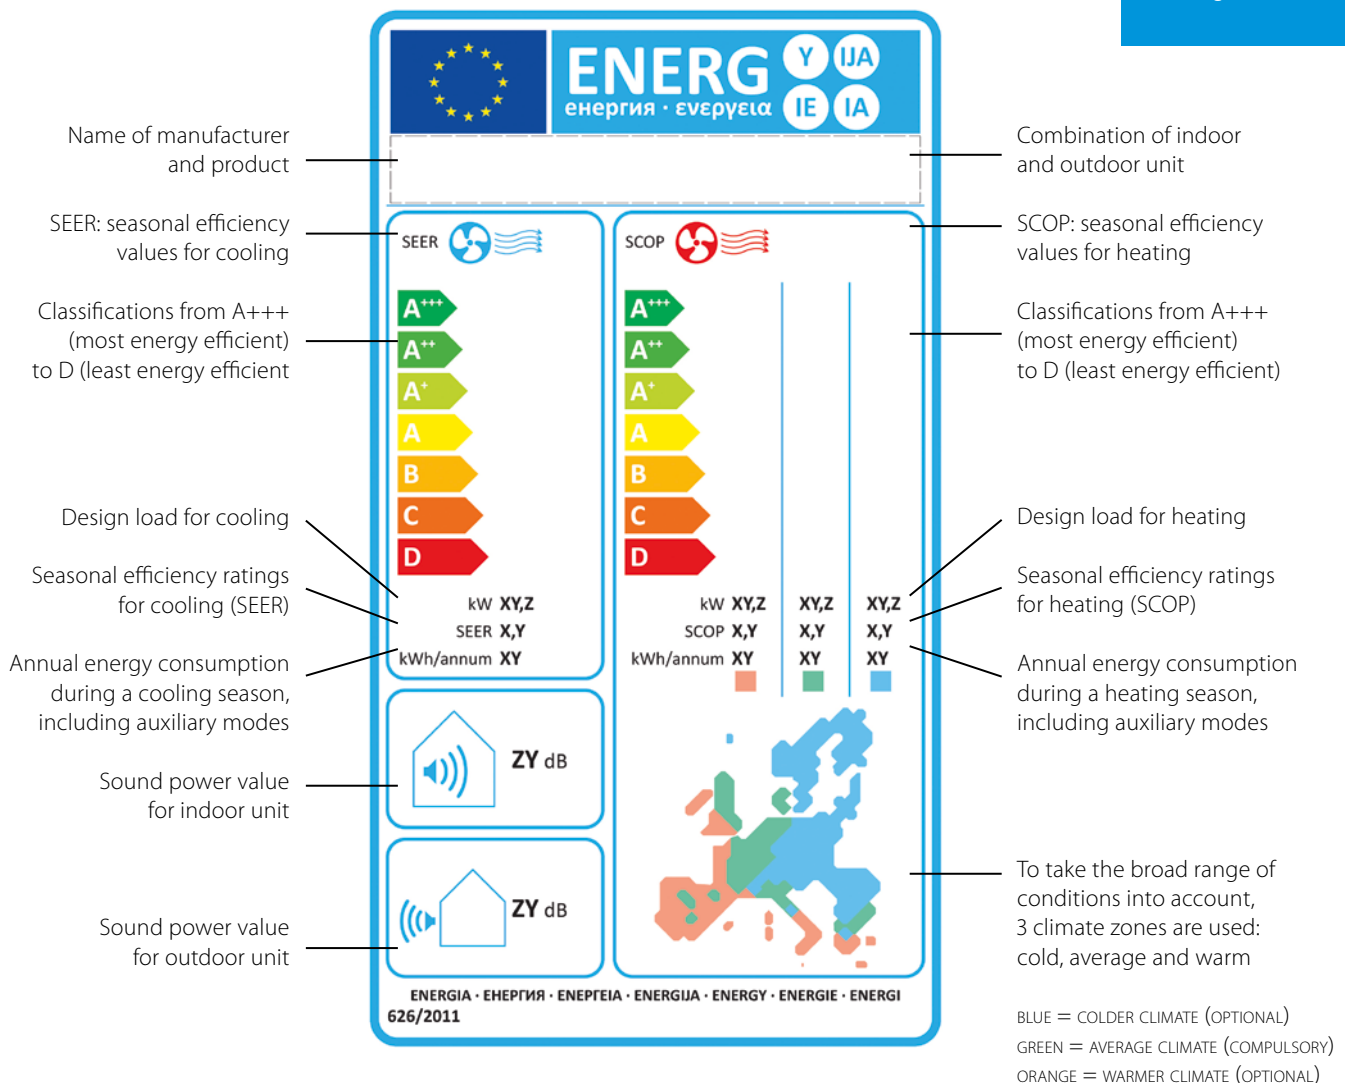 ENERG Y IJA
енергия · ενεργεια IE IA
Name of manufacturer
and product
Combination of indoor
and outdoor unit
SEER: seasonal efficiency
values for cooling
SEER
SCOP
SCOP: seasonal efficiency
values for heating
Classifications from A+++
(most energy efficient)
to D (least energy efficient
A+++
A++
A+
A
B
C
D
A+++
A++
A+
A
B
C
D
Classifications from A+++
(most energy efficient)
to D (least energy efficient)
Design load for cooling
Seasonal efficiency ratings
for cooling (SEER)
Annual energy consumption
during a cooling season,
including auxiliary modes
kW XY,Z
SEER X,Y
kWh/annum XY
kW XY,Z XY,Z XY,Z
SCOP X,Y X,Y X,Y
kWh/annum XY XY XY
Design load for heating
Seasonal efficiency ratings
for heating (SCOP)
Annual energy consumption
during a heating season,
including auxiliary modes
Sound power value
for indoor unit
ZY dB
Sound power value
for outdoor unit
ZY dB
To take the broad range of
conditions into account,
3 climate zones are used:
cold, average and warm
ENERGIA · ЕНЕРГИЯ · ΕΝΕΡΓΕΙΑ · ENERGIJA · ENERGY · ENERGIE · ENERGI
626/2011
BLUE = COLDER CLIMATE (OPTIONAL)
GREEN = AVERAGE CLIMATE (COMPULSORY)
ORANGE = WARMER CLIMATE (OPTIONAL)